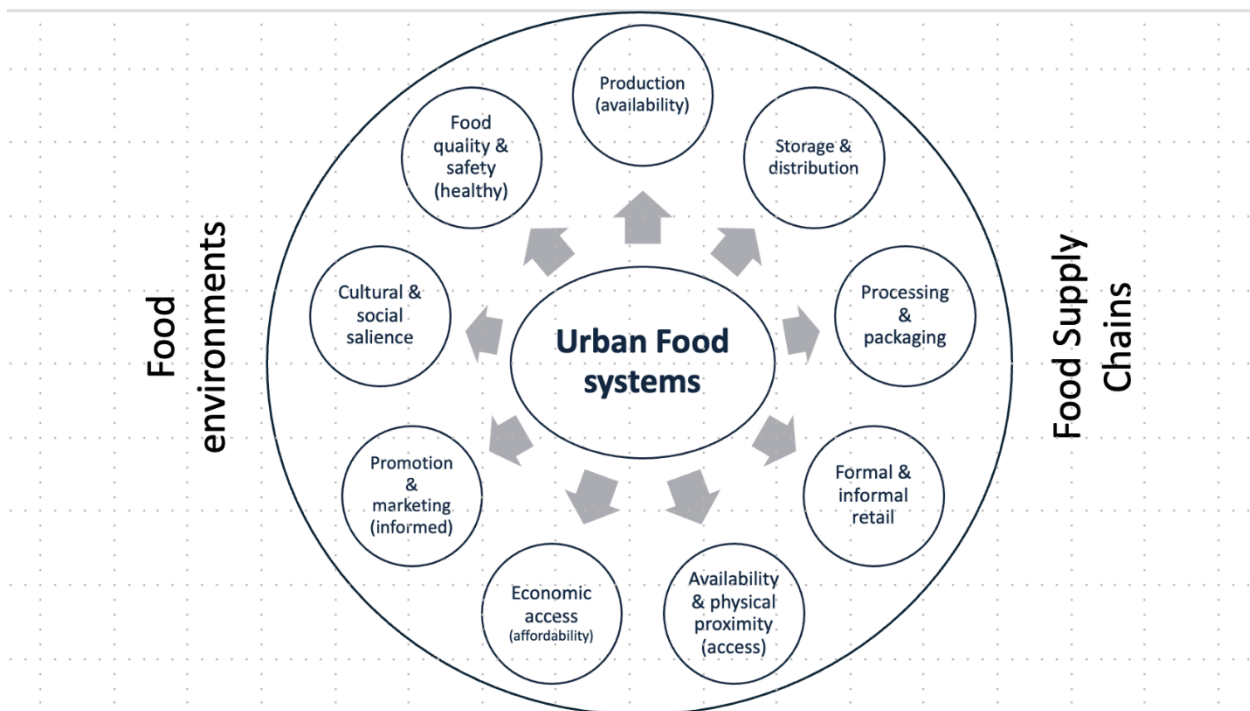 Production
(availability)
Storage &
distribution
Processing
&
packaging
Formal &
informal
retail
Availability
& physical
proximity
(access)
Economic
access
(affordability)
Promotion
&
marketing
(informed)
Cultural &
social
salience
Food
quality &
safety
(healthy)
Urban Food
systems
Food
environments
Food Supply
Chains